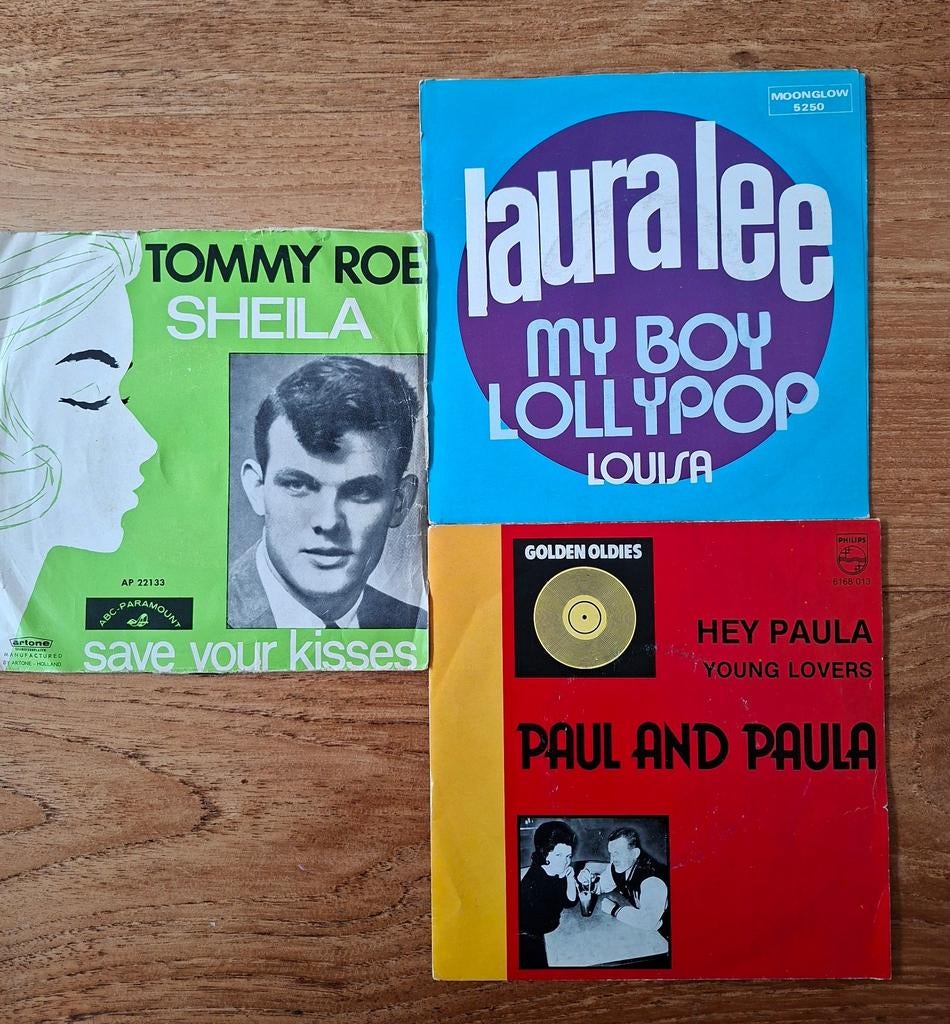 TOMMY ROE
SHEILA
AP 22133
ABC-PARAMOUNT
artone
MANUFACTURED
BY ARTONE - HOLLAND
save your kisses
MOONGLOW
5250
laura lee
MY BOY
LOLLYPOP
LOUISA
GOLDEN OLDIES
PHILIPS
6168 013
HEY PAULA
YOUNG LOVERS
PAUL AND PAULA